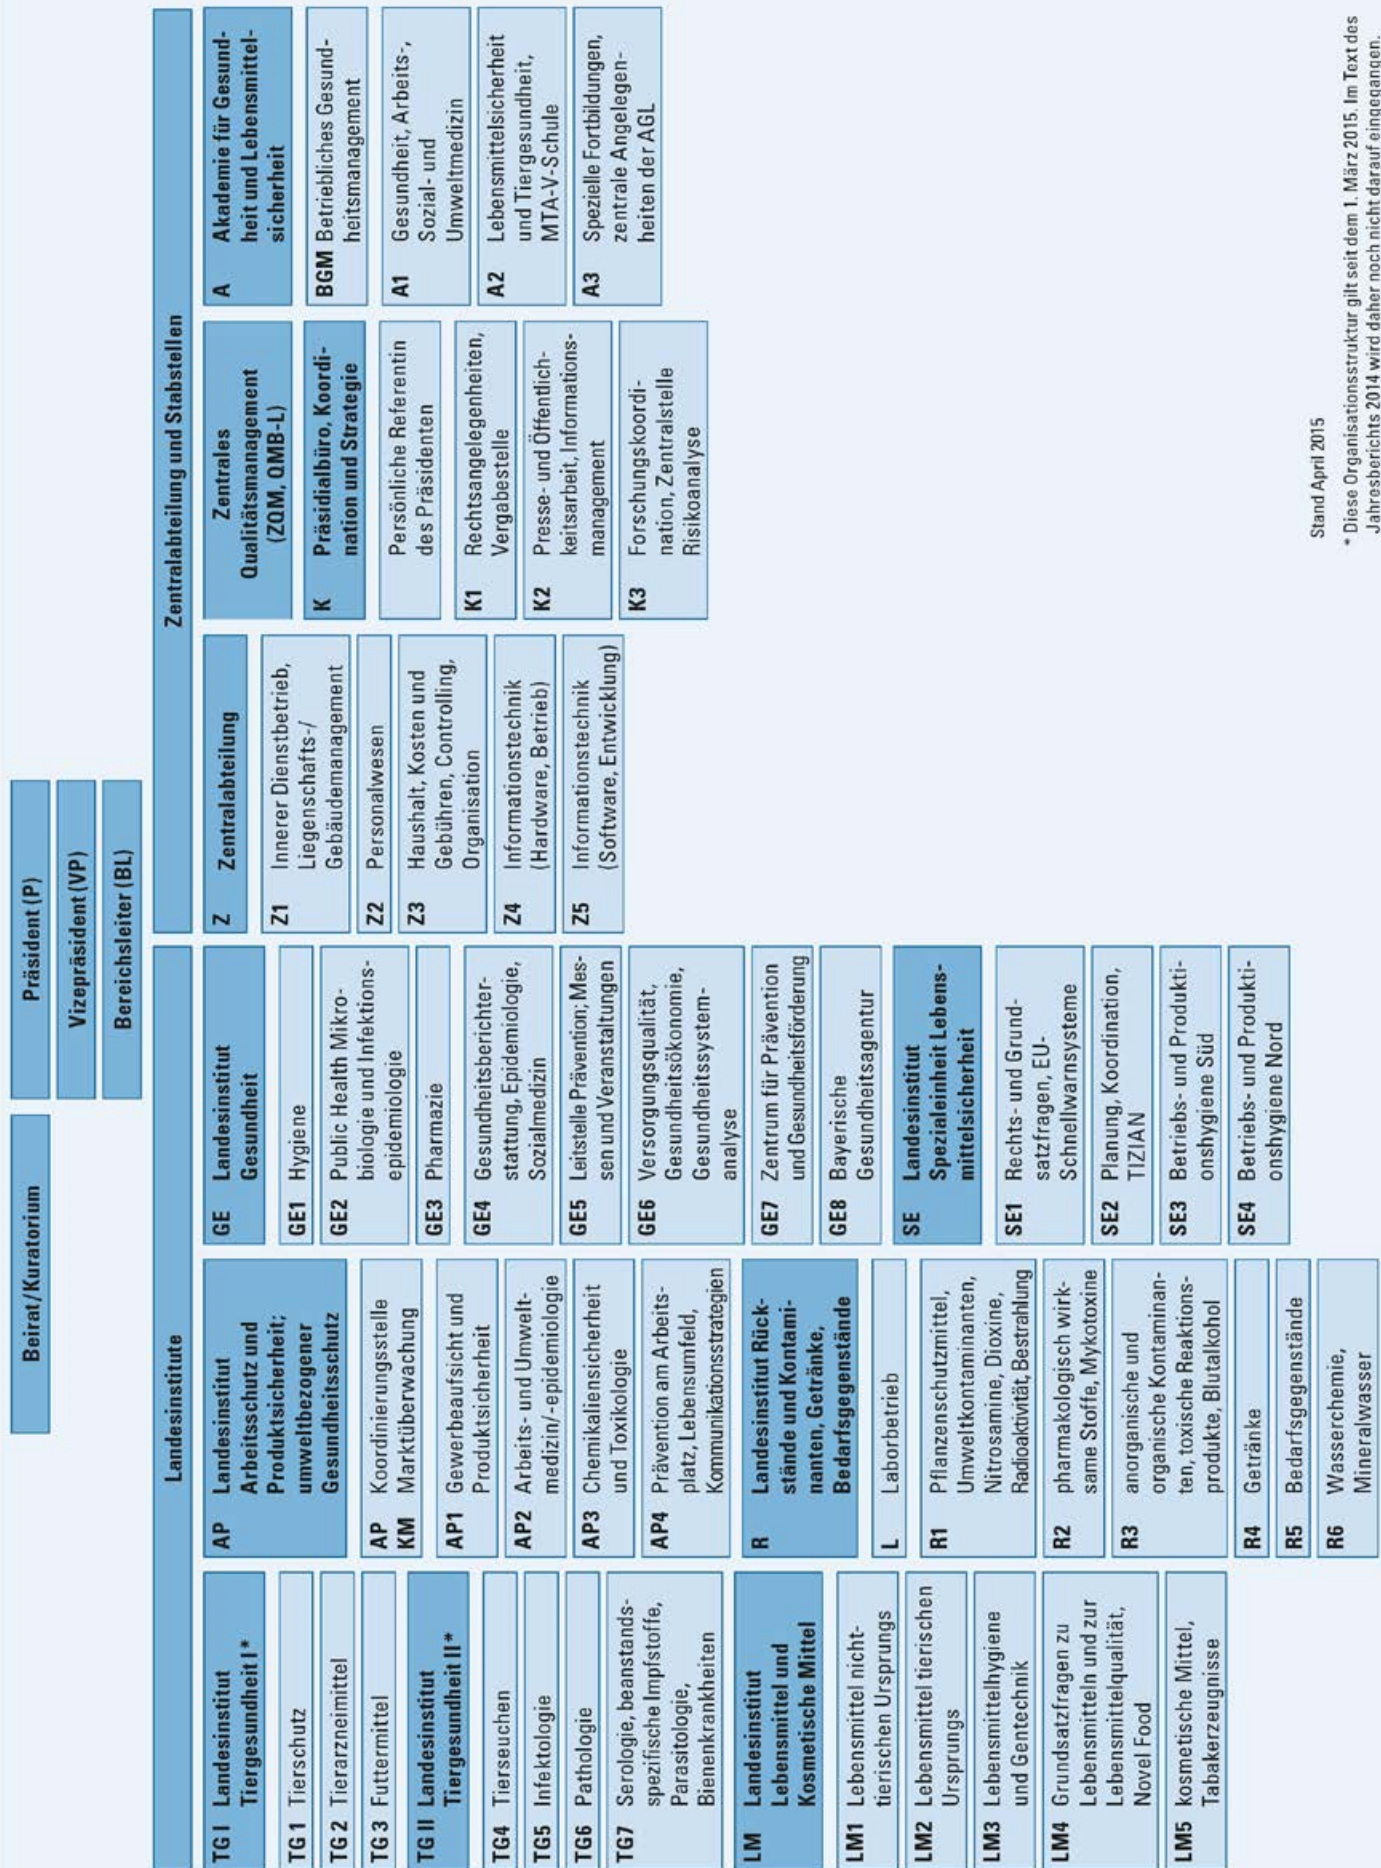 Beirat/Kuratorium
Präsident (P)
Vizepräsident (VP)
Bereichsleiter (BL)
Landesinstitute
TG I Landesinstitut
Tiergesundheit I*
TG 1 Tierschutz
TG 2 Tierarzneimittel
TG 3 Futtermittel
TG II Landesinstitut
Tiergesundheit II*
TG4 Tierseuchen
TG5 Infektologie
TG6 Pathologie
TG7 Serologie, beanstands-
spezifische Impfstoffe,
Parasitologie,
Bienenkrankheiten
LM Landesinstitut
Lebensmittel und
Kosmetische Mittel
LM1 Lebensmittel nicht-
tierischen Ursprungs
LM2 Lebensmittel tierischen
Ursprungs
LM3 Lebensmittelhygiene
und Gentechnik
LM4 Grundsatzfragen zu
Lebensmitteln und zur
Lebensmittelqualität,
Novel Food
LM5 kosmetische Mittel,
Tabakerzeugnisse
AP Landesinstitut
Arbeitsschutz und
Produktsicherheit;
umweltbezogener
Gesundheitsschutz
AP Koordinierungsstelle
KM Marktüberwachung
AP1 Gewerbeaufsicht und
Produktsicherheit
AP2 Arbeits- und Umwelt-
medizin/-epidemiologie
AP3 Chemikaliensicherheit
und Toxikologie
AP4 Prävention am Arbeits-
platz, Lebensumfeld,
Kommunikationsstrategien
R Landesinstitut Rück-
stände und Kontami-
nanten, Getränke,
Bedarfsgegenstände
L Laborbetrieb
R1 Pflanzenschutzmittel,
Umweltkontaminanten,
Nitrosamine, Dioxine,
Radioaktivität, Bestrahlung
R2 pharmakologisch wirk-
same Stoffe, Mykotoxine
R3 anorganische und
organische Kontaminan-
ten, toxische Reaktions-
produkte, Blutalkohol
R4 Getränke
R5 Bedarfsgegenstände
R6 Wasserchemie,
Mineralwasser
GE Landesinstitut
Gesundheit
GE1 Hygiene
GE2 Public Health Mikro-
biologie und Infektions-
epidemiologie
GE3 Pharmazie
GE4 Gesundheitsberichter-
stattung, Epidemiologie,
Sozialmedizin
GE5 Leitstelle Prävention; Mes-
sen und Veranstaltungen
GE6 Versorgungsqualität,
Gesundheitsökonomie,
Gesundheitssystem-
analyse
GE7 Zentrum für Prävention
und Gesundheitsförderung
GE8 Bayerische
Gesundheitsagentur
SE Landesinstitut
Spezialeinheit Lebens-
mittelsicherheit
SE1 Rechts- und Grund-
satzfragen, EU-
Schnellwarnsysteme
SE2 Planung, Koordination,
TIZIAN
SE3 Betriebs- und Produkti-
onshygiene Süd
SE4 Betriebs- und Produkti-
onshygiene Nord
Zentralabteilung und Stabstellen
Z Zentralabteilung
Z1 Innerer Dienstbetrieb,
Liegenschafts-/
Gebäudemanagement
Z2 Personalwesen
Z3 Haushalt, Kosten und
Gebühren, Controlling,
Organisation
Z4 Informationstechnik
(Hardware, Betrieb)
Z5 Informationstechnik
(Software, Entwicklung)
Zentrales
Qualitätsmanagement
(ZQM, QMB-L)
K Präsidialbüro, Koordi-
nation und Strategie
Persönliche Referentin
des Präsidenten
K1 Rechtsangelegenheiten,
Vergabestelle
K2 Presse- und Öffentlich-
keitsarbeit, Informations-
management
K3 Forschungskoordi-
nation, Zentralstelle
Risikoanalyse
A Akademie für Gesund-
heit und Lebensmittel-
sicherheit
BGM Betriebliches Gesund-
heitsmanagement
A1 Gesundheit, Arbeits-,
Sozial- und
Umweltmedizin
A2 Lebensmittelsicherheit
und Tiergesundheit,
MTA-V-Schule
A3 Spezielle Fortbildungen,
zentrale Angelegen-
heiten der AGL
Stand April 2015
* Diese Organisationsstruktur gilt seit dem 1. März 2015. Im Text des
Jahresberichts 2014 wird daher noch nicht darauf eingegangen.